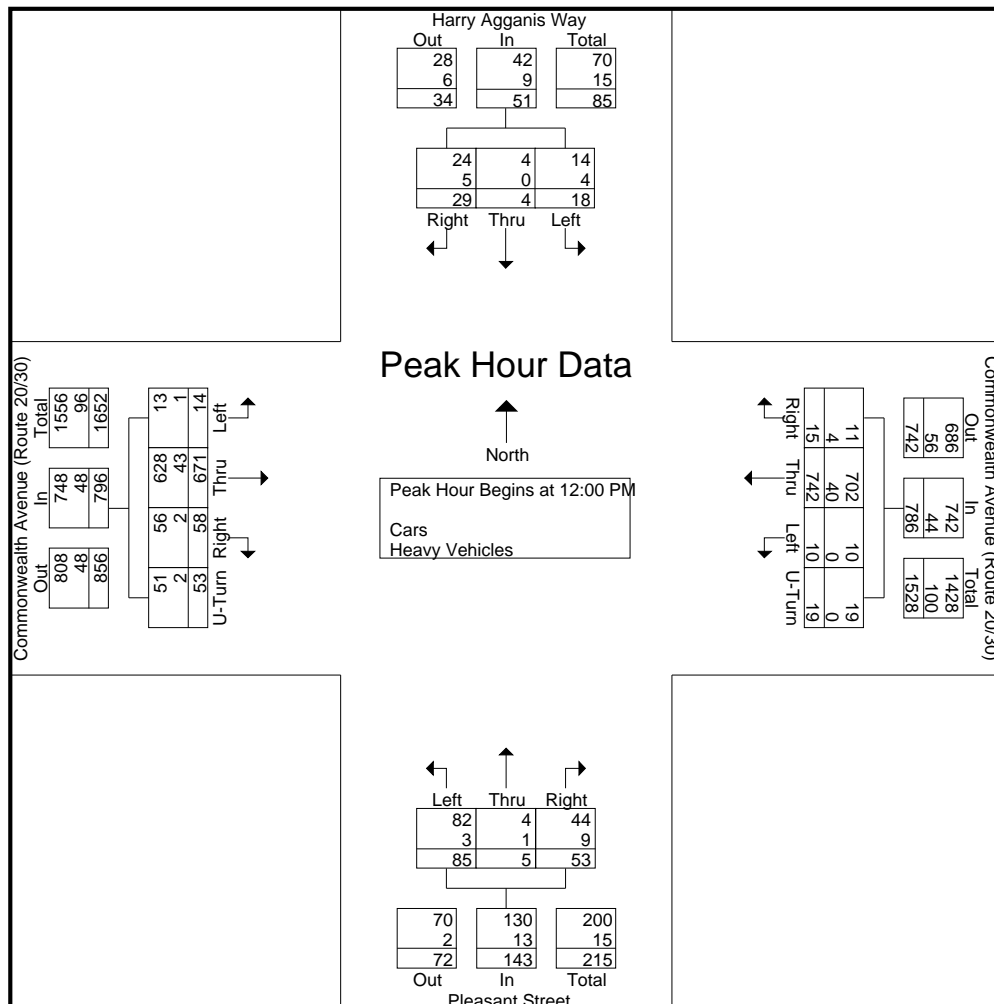 Harry Agganis Way
Out In Total
28 42 70
6 9 15
34 51 85
24 4 14
5 0 4
29 4 18
Right Thru Left
Commonwealth Avenue (Route 20/30)
Total In Out
1556 748 808
96 48 48
1652 796 856
13 628 56 51
1 43 2 2
14 671 58 53
Left Thru Right U-Turn
Peak Hour Data
North
Peak Hour Begins at 12:00 PM
Cars
Heavy Vehicles
Right Thru Left U-Turn
15 742 10 19
4 40 0 0
11 702 10 19
742 786 1528
56 44 100
686 742 1428
Out In Total
Commonwealth Avenue (Route 20/30)
Left Thru Right
82 4 44
3 1 9
85 5 53
70 130 200
2 13 15
72 143 215
Out In Total
Pleasant Street